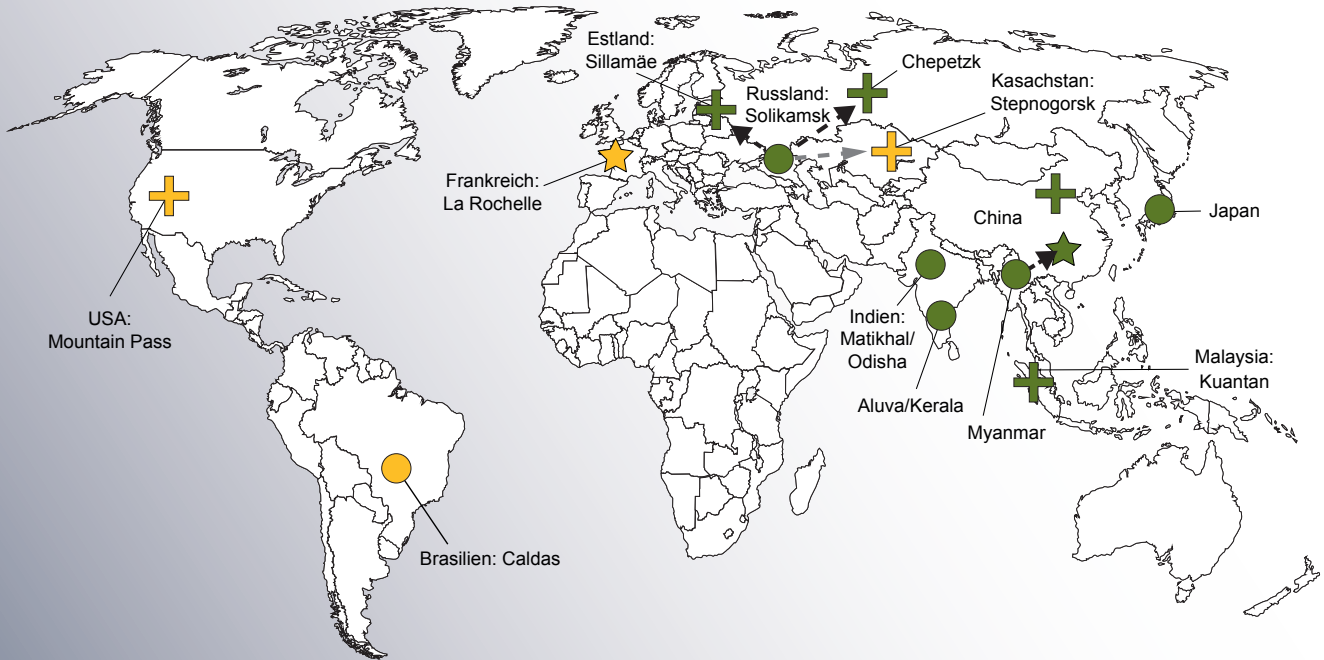 Estland:
Sillamäe
Chepetzk
Russland:
Solikamsk
Kasachstan:
Stepnogorsk
Frankreich:
La Rochelle
China
Japan
USA:
Mountain Pass
Indien:
Matikhal/
Odisha
Malaysia:
Kuantan
Aluva/Kerala
Myanmar
Brasilien: Caldas